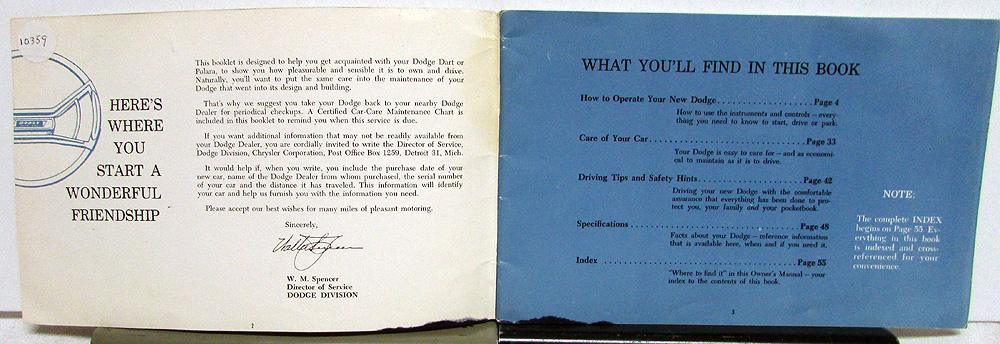 10359
HERE'S
WHERE
YOU
START A
WONDERFUL
FRIENDSHIP
This booklet is designed to help you get acquainted with your Dodge Dart or
Polara, to show you how pleasurable and sensible it is to own and drive.
Naturally, you'll want to put the same care into the maintenance of your
Dodge that went into its design and building.
That's why we suggest you take your Dodge back to your nearby Dodge
Dealer for periodical checkups. A Certified Car-Care Maintenance Chart is
included in this booklet to remind you when this service is due.
If you want additional information that may not be readily available from
your Dodge Dealer, you are cordially invited to write the Director of Service,
Dodge Division, Chrysler Corporation, Post Office Box 1259, Detroit 31, Mich.
It would help if, when you write, you include the purchase date of your
new car, name of the Dodge Dealer from whom purchased, the serial number
of your car and the distance it has traveled. This information will identify
your car and help us furnish you with the information you need.
Please accept our best wishes for many miles of pleasant motoring.
Sincerely,
W. M. Spencer
Director of Service
DODGE DIVISION
2
WHAT YOU'LL FIND IN THIS BOOK
How to Operate Your New Dodge . . . . . . . . . . . . . . . . . . . Page 4
How to use the instruments and controls – every-
thing you need to know to start, drive or park.
Care of Your Car . . . . . . . . . . . . . . . . . . . . . . . . . . . . . . . Page 33
Your Dodge is easy to care for – and as economi-
cal to maintain as it is to drive.
Driving Tips and Safety Hints . . . . . . . . . . . . . . . . . . . . . Page 42
Driving your new Dodge with the comfortable
assurance that everything has been done to pro-
tect you, your family and your pocketbook.
Specifications . . . . . . . . . . . . . . . . . . . . . . . . . . . . . . . . . Page 48
Facts about your Dodge – reference information
that is available here, when and if you need it.
Index . . . . . . . . . . . . . . . . . . . . . . . . . . . . . . . . . . . . . . . Page 55
"Where to find it" in this Owner's Manual – your
index to the contents of this book.
NOTE:
The complete INDEX
begins on Page 55. Ev-
erything in this book
is indexed and cross-
referenced for your
convenience.
3